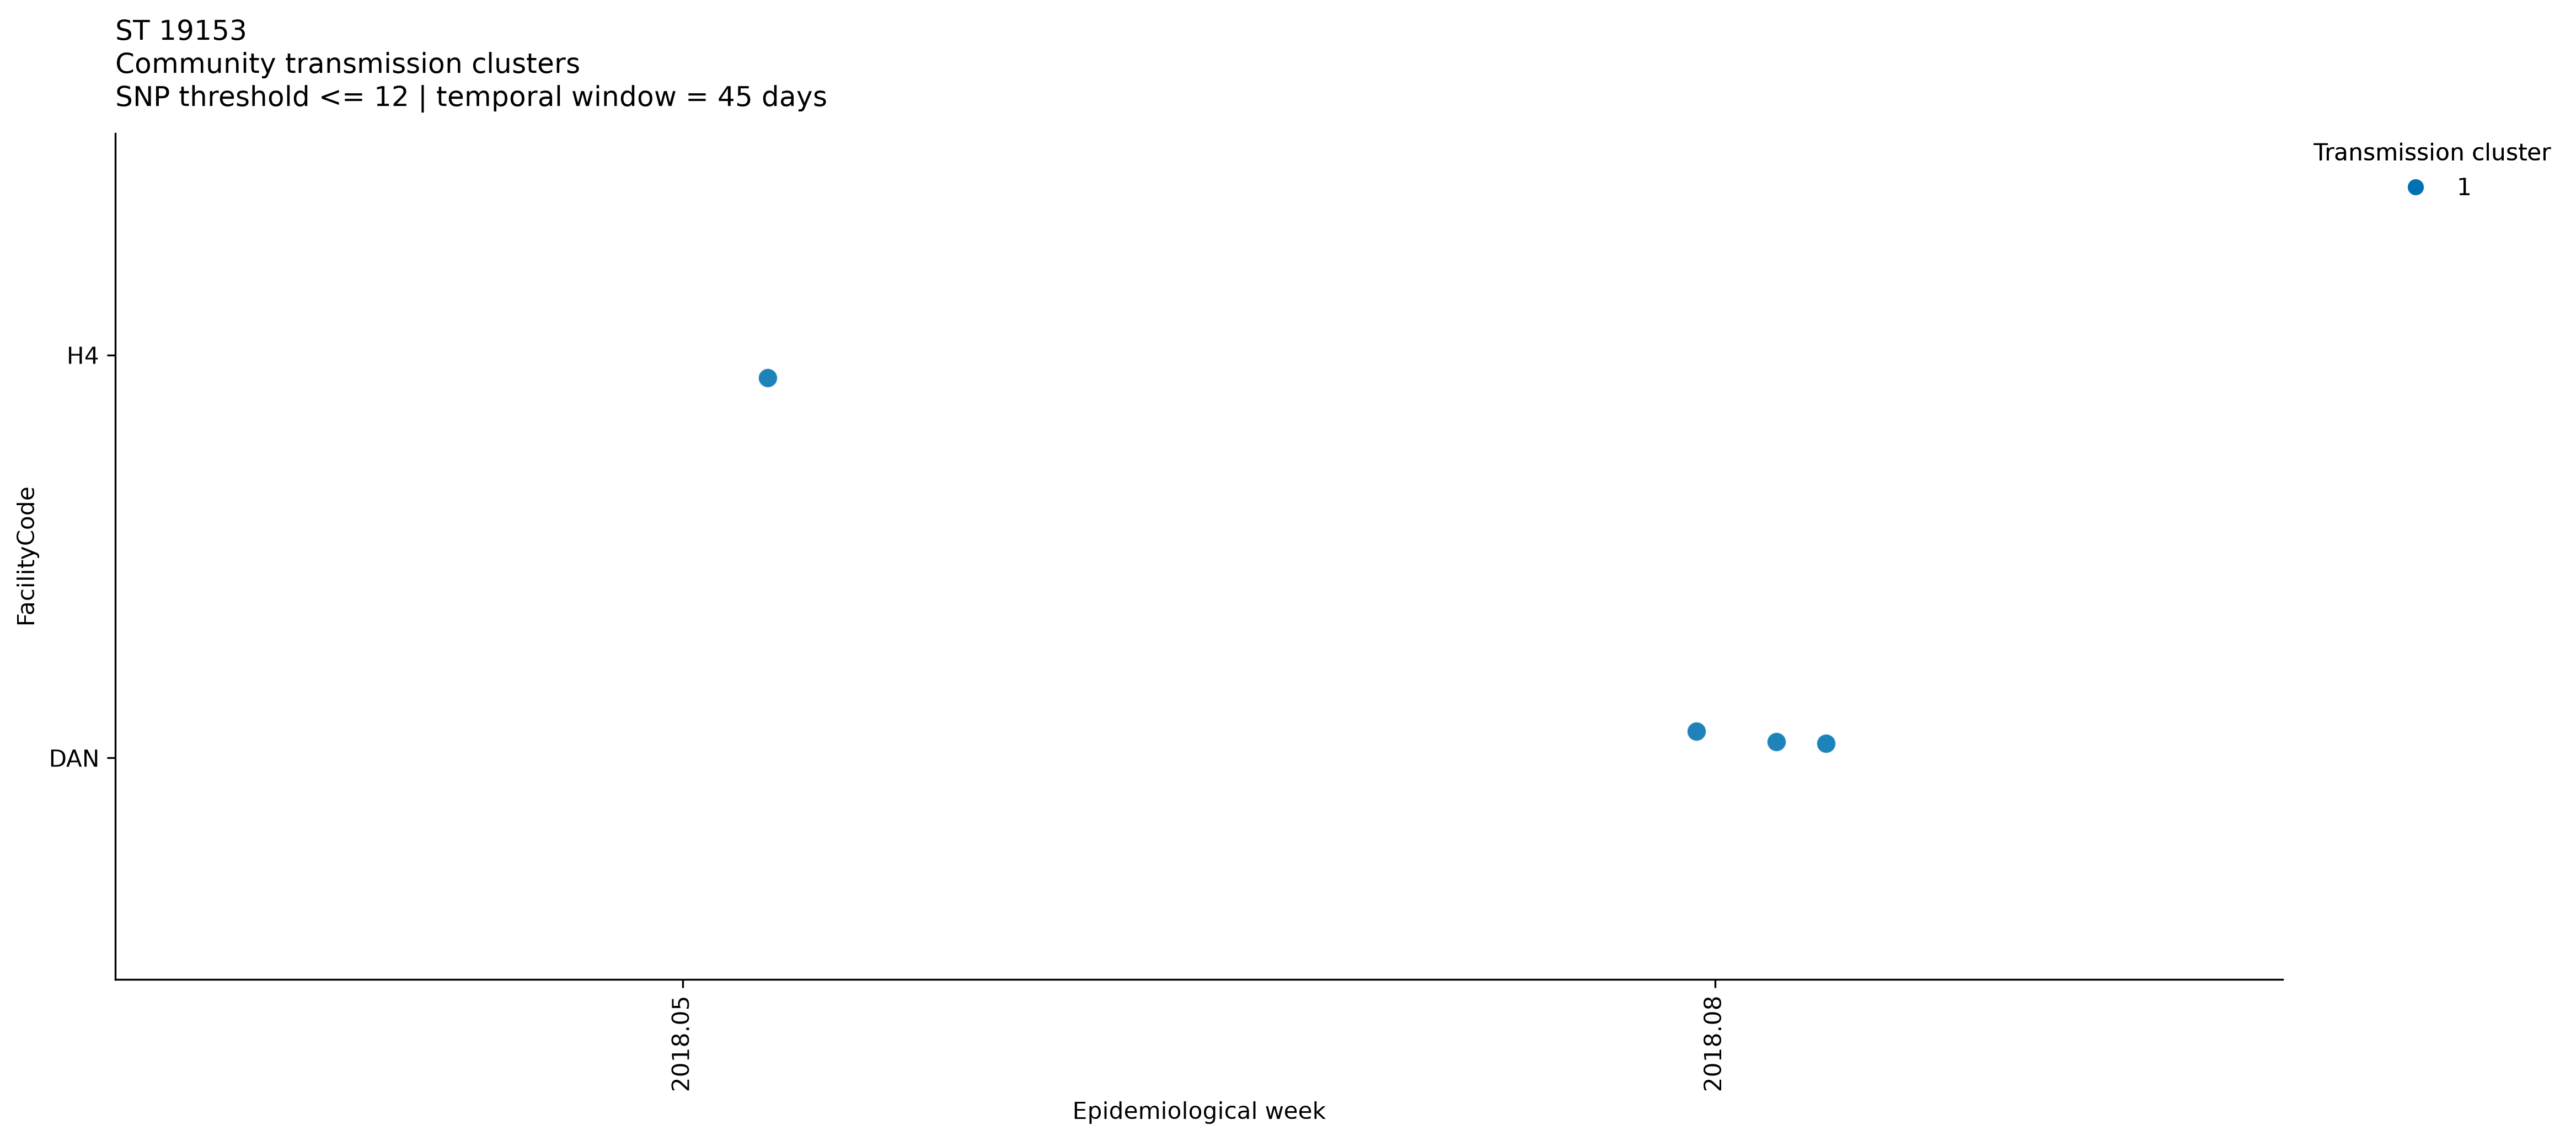 ST 19153
Community transmission clusters
SNP threshold <= 12 | temporal window = 45 days
Transmission cluster
1
H4
FacilityCode
DAN
2018.05
2018.08
Epidemiological week